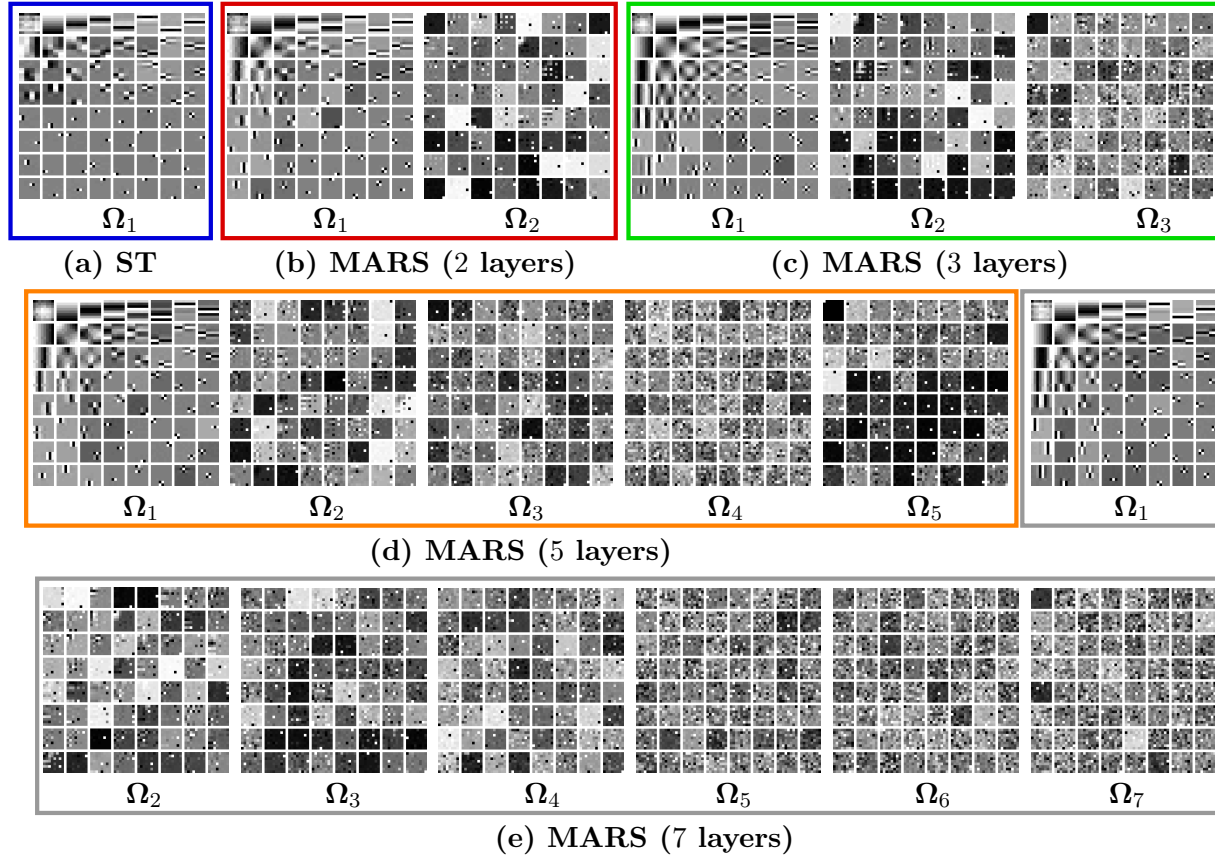 Ω1 Ω1 Ω2 Ω1 Ω2 Ω3
(a) ST (b) MARS (2 layers) (c) MARS (3 layers)
Ω1 Ω2 Ω3 Ω4 Ω5 Ω1
(d) MARS (5 layers)
Ω2 Ω3 Ω4 Ω5 Ω6 Ω7
(e) MARS (7 layers)